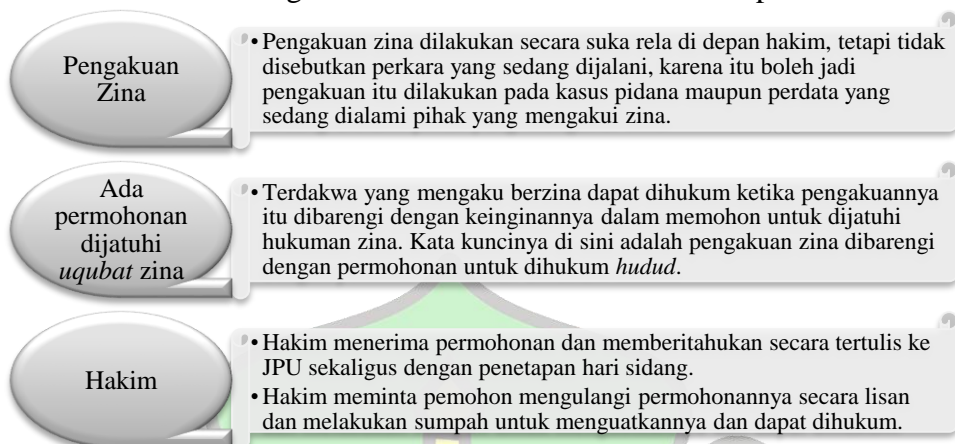 Pengakuan
Zina
• Pengakuan zina dilakukan secara suka rela di depan hakim, tetapi tidak
disebutkan perkara yang sedang dijalani, karena itu boleh jadi
pengakuan itu dilakukan pada kasus pidana maupun perdata yang
sedang dialami pihak yang mengakui zina.
Ada
permohonan
dijatuhi
uqubat zina
• Terdakwa yang mengaku berzina dapat dihukum ketika pengakuannya
itu dibarengi dengan keinginannya dalam memohon untuk dijatuhi
hukuman zina. Kata kuncinya di sini adalah pengakuan zina dibarengi
dengan permohonan untuk dihukum hudud.
Hakim
• Hakim menerima permohonan dan memberitahukan secara tertulis ke
JPU sekaligus dengan penetapan hari sidang.
• Hakim meminta pemohon mengulangi permohonannya secara lisan
dan melakukan sumpah untuk menguatkannya dan dapat dihukum.